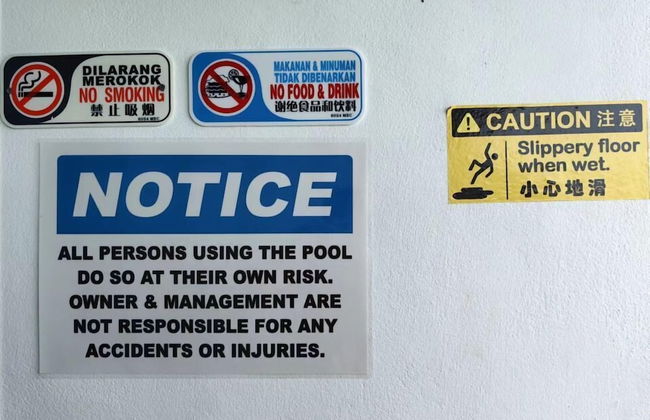 DILARANG
MEROKOK
NO SMOKING
禁止吸烟
MAKANAN & MINUMAN
TIDAK DIBENARKAN
NO FOOD & DRINK
谢绝食品和饮料
NOTICE
ALL PERSONS USING THE POOL
DO SO AT THEIR OWN RISK.
OWNER & MANAGEMENT ARE
NOT RESPONSIBLE FOR ANY
ACCIDENTS OR INJURIES.
CAUTION 注意
Slippery floor
when wet.
小心地滑